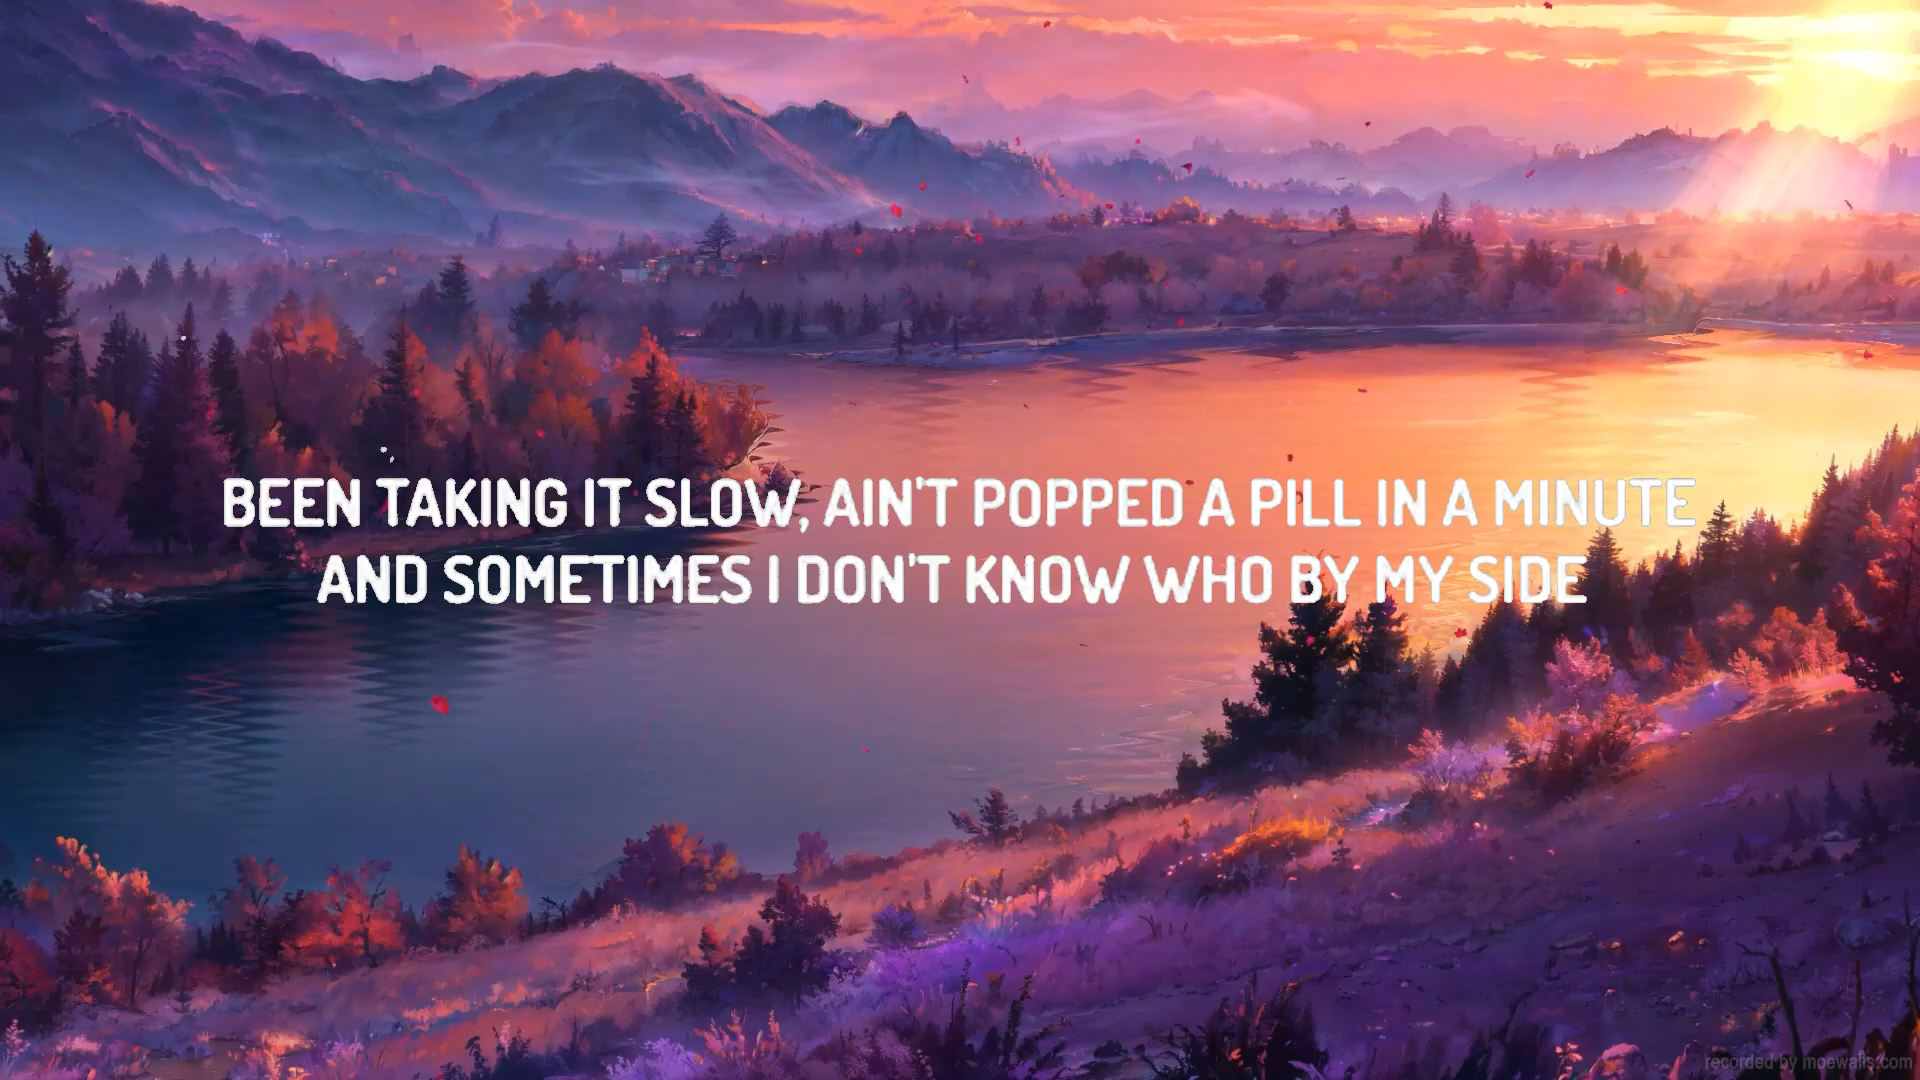 BEEN TAKING IT SLOW, AIN'T POPPED A PILL IN A MINUTE
AND SOMETIMES I DON'T KNOW WHO BY MY SIDE
recorded by moewalls.com